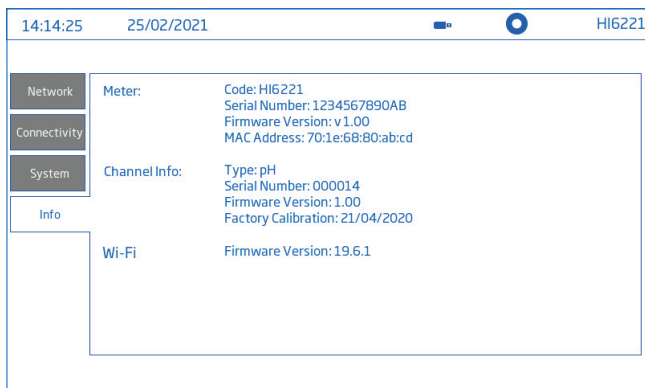 14:14:25 25/02/2021 HI6221
Network
Connectivity
System
Info
Meter: Code: HI6221
Serial Number: 1234567890AB
Firmware Version: v1.00
MAC Address: 70:1e:68:80:ab:cd
Channel Info: Type: pH
Serial Number: 000014
Firmware Version: 1.00
Factory Calibration: 21/04/2020
Wi-Fi Firmware Version: 19.6.1